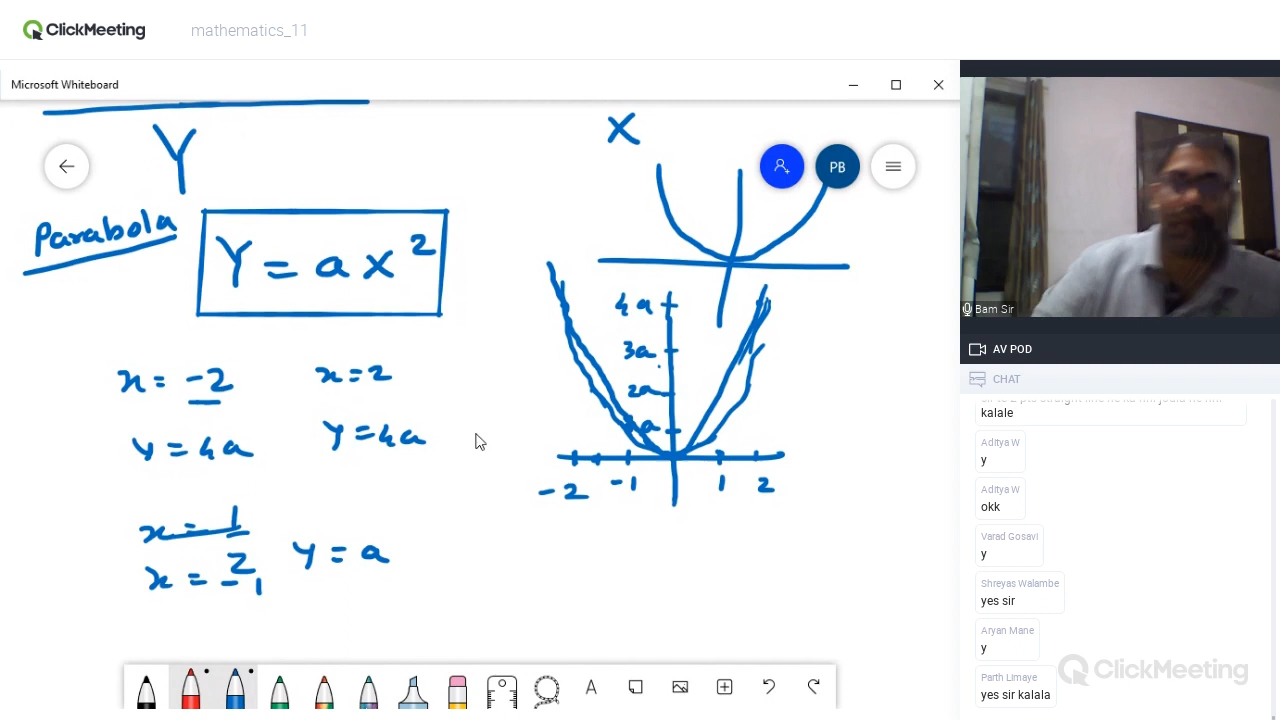 ClickMeeting
mathematics_11
Microsoft Whiteboard
Y
X
PB
Parabola
Y = ax²
x = -2
x = 2
y = 4a
y = 4a
x = 1/2
x = -1
y = a
4a
3a
2a
a
-2 -1 1 2
Bam Sir
AV POD
CHAT
kalale
Aditya W
y
Aditya W
okk
Varad Gosavi
y
Shreyas Walambe
yes sir
Aryan Mane
y
Parth Limaye
yes sir kalala
ClickMeeting
A